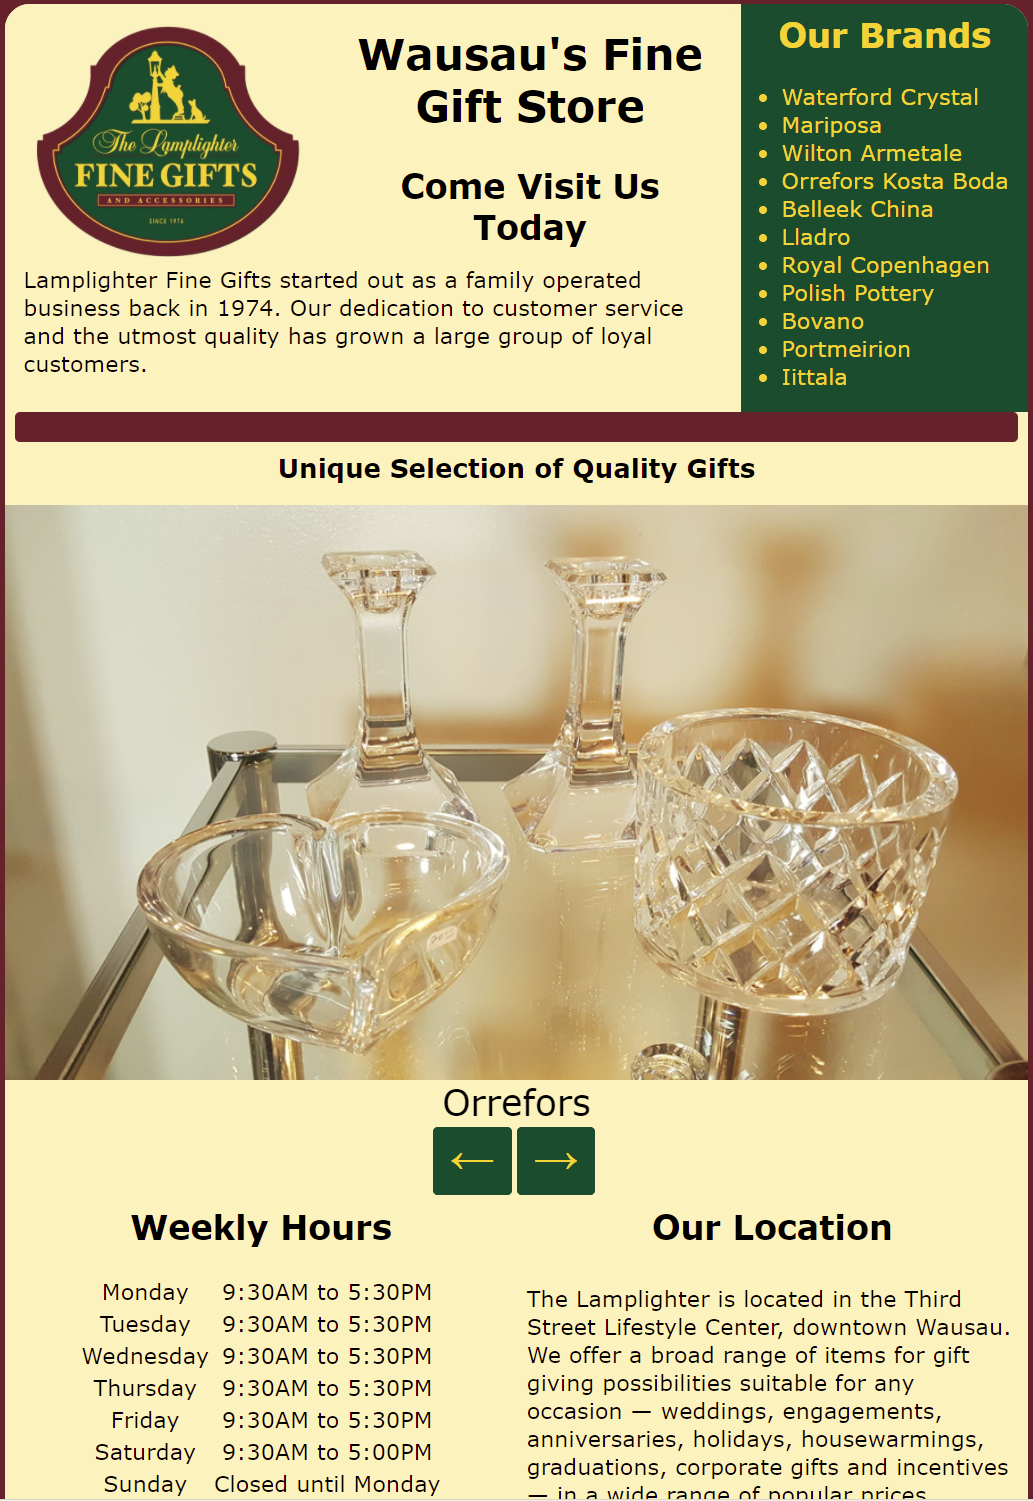 The Lamplighter
FINE GIFTS
AND ACCESSORIES
SINCE 1974
Wausau's Fine
Gift Store
Come Visit Us
Today
Lamplighter Fine Gifts started out as a family operated
business back in 1974. Our dedication to customer service
and the utmost quality has grown a large group of loyal
customers.
Our Brands
• Waterford Crystal
• Mariposa
• Wilton Armetale
• Orrefors Kosta Boda
• Belleek China
• Lladro
• Royal Copenhagen
• Polish Pottery
• Bovano
• Portmeirion
• Iittala
Unique Selection of Quality Gifts
Orrefors
← →
Weekly Hours
Monday 9:30AM to 5:30PM
Tuesday 9:30AM to 5:30PM
Wednesday 9:30AM to 5:30PM
Thursday 9:30AM to 5:30PM
Friday 9:30AM to 5:30PM
Saturday 9:30AM to 5:00PM
Sunday Closed until Monday
Our Location
The Lamplighter is located in the Third
Street Lifestyle Center, downtown Wausau.
We offer a broad range of items for gift
giving possibilities suitable for any
occasion — weddings, engagements,
anniversaries, holidays, housewarmings,
graduations, corporate gifts and incentives
— in a wide range of popular prices